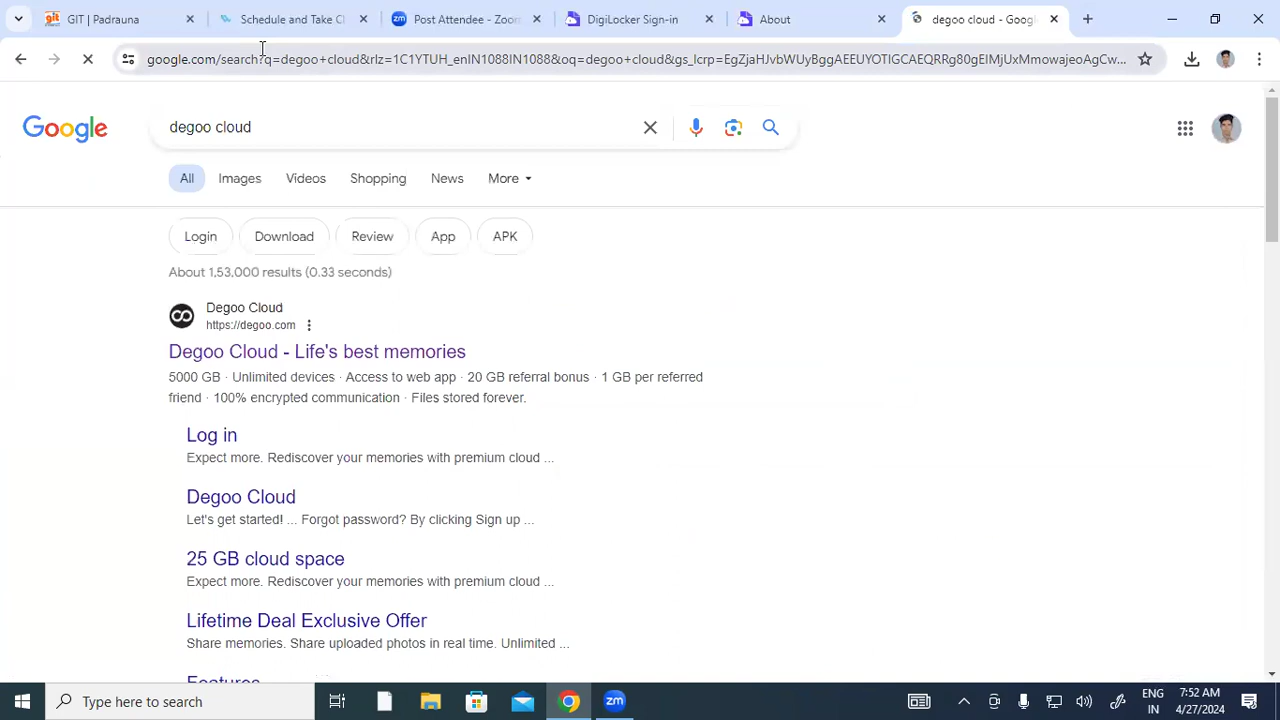 GIT | Padrauna
Schedule and Take Cl
Post Attendee - Zoom
DigiLocker Sign-in
About
degoo cloud - Googl
google.com/search?q=degoo+cloud&rlz=1C1YTUH_enIN1088IN1088&oq=degoo+cloud&gs_lcrp=EgZjaHJvbWUyBggAEEUYOTIGCAEQRRg80gEIMjUxMmowajeoAgCw...
Google
degoo cloud
All
Images
Videos
Shopping
News
More
Login
Download
Review
App
APK
About 1,53,000 results (0.33 seconds)
Degoo Cloud
https://degoo.com
Degoo Cloud - Life's best memories
5000 GB · Unlimited devices · Access to web app · 20 GB referral bonus · 1 GB per referred
friend · 100% encrypted communication · Files stored forever.
Log in
Expect more. Rediscover your memories with premium cloud ...
Degoo Cloud
Let's get started! ... Forgot password? By clicking Sign up ...
25 GB cloud space
Expect more. Rediscover your memories with premium cloud ...
Lifetime Deal Exclusive Offer
Share memories. Share uploaded photos in real time. Unlimited ...
Features
Type here to search
zm
ENG
IN
7:52 AM
4/27/2024